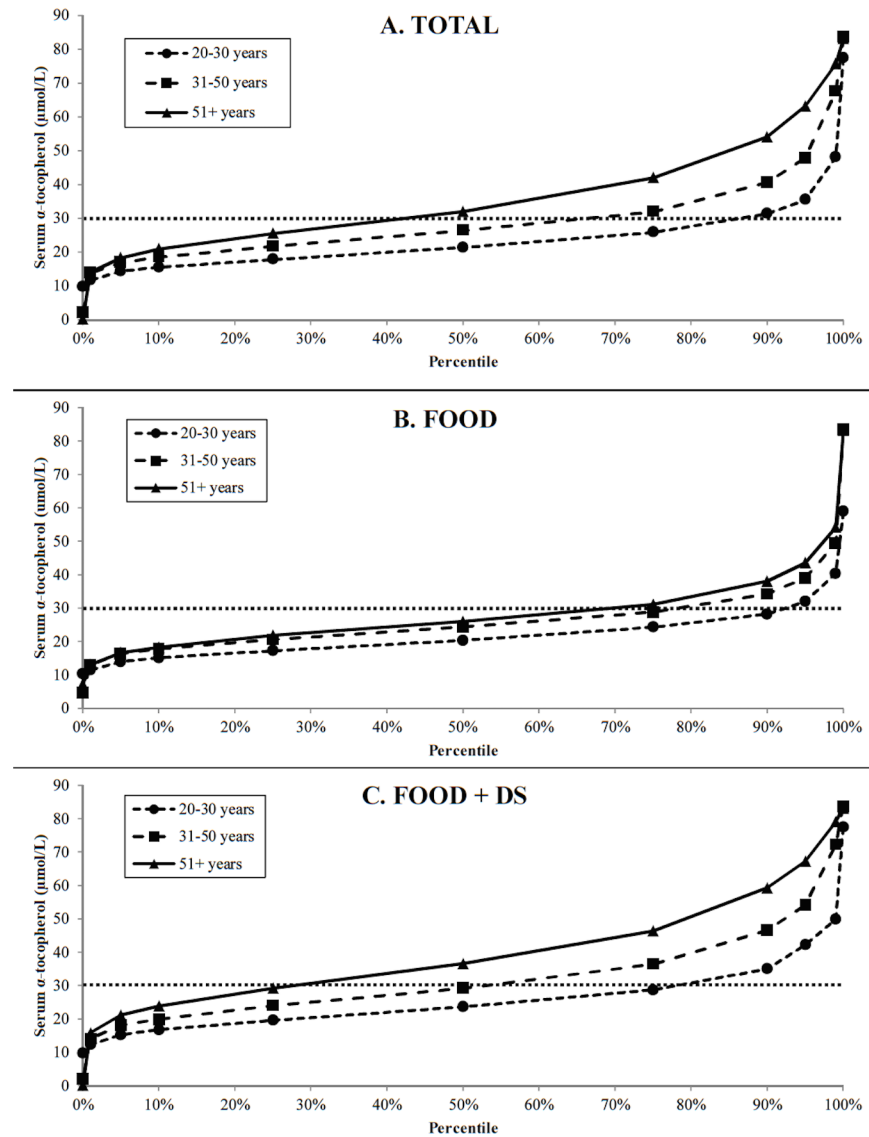 A. TOTAL
20-30 years
31-50 years
51+ years
Serum α-tocopherol (µmol/L)
90
80
70
60
50
40
30
20
10
0
0% 10% 20% 30% 40% 50% 60% 70% 80% 90% 100%
Percentile
B. FOOD
20-30 years
31-50 years
51+ years
Serum α-tocopherol (umol/L)
90
80
70
60
50
40
30
20
10
0
0% 10% 20% 30% 40% 50% 60% 70% 80% 90% 100%
Percentile
C. FOOD + DS
20-30 years
31-50 years
51+ years
Serum α-tocopherol (µmol/L)
90
80
70
60
50
40
30
20
10
0
0% 10% 20% 30% 40% 50% 60% 70% 80% 90% 100%
Percentile